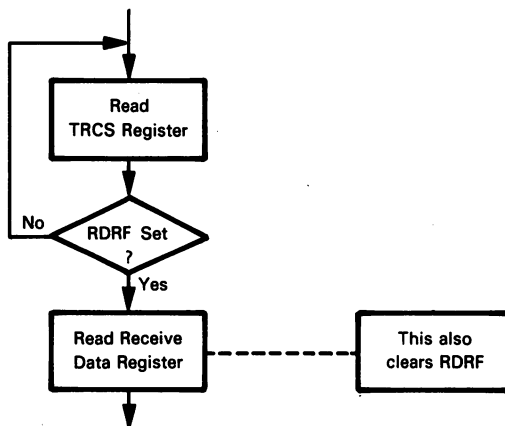 Read
TRCS Register
No
RDRF Set
?
Yes
Read Receive
Data Register
This also
clears RDRF